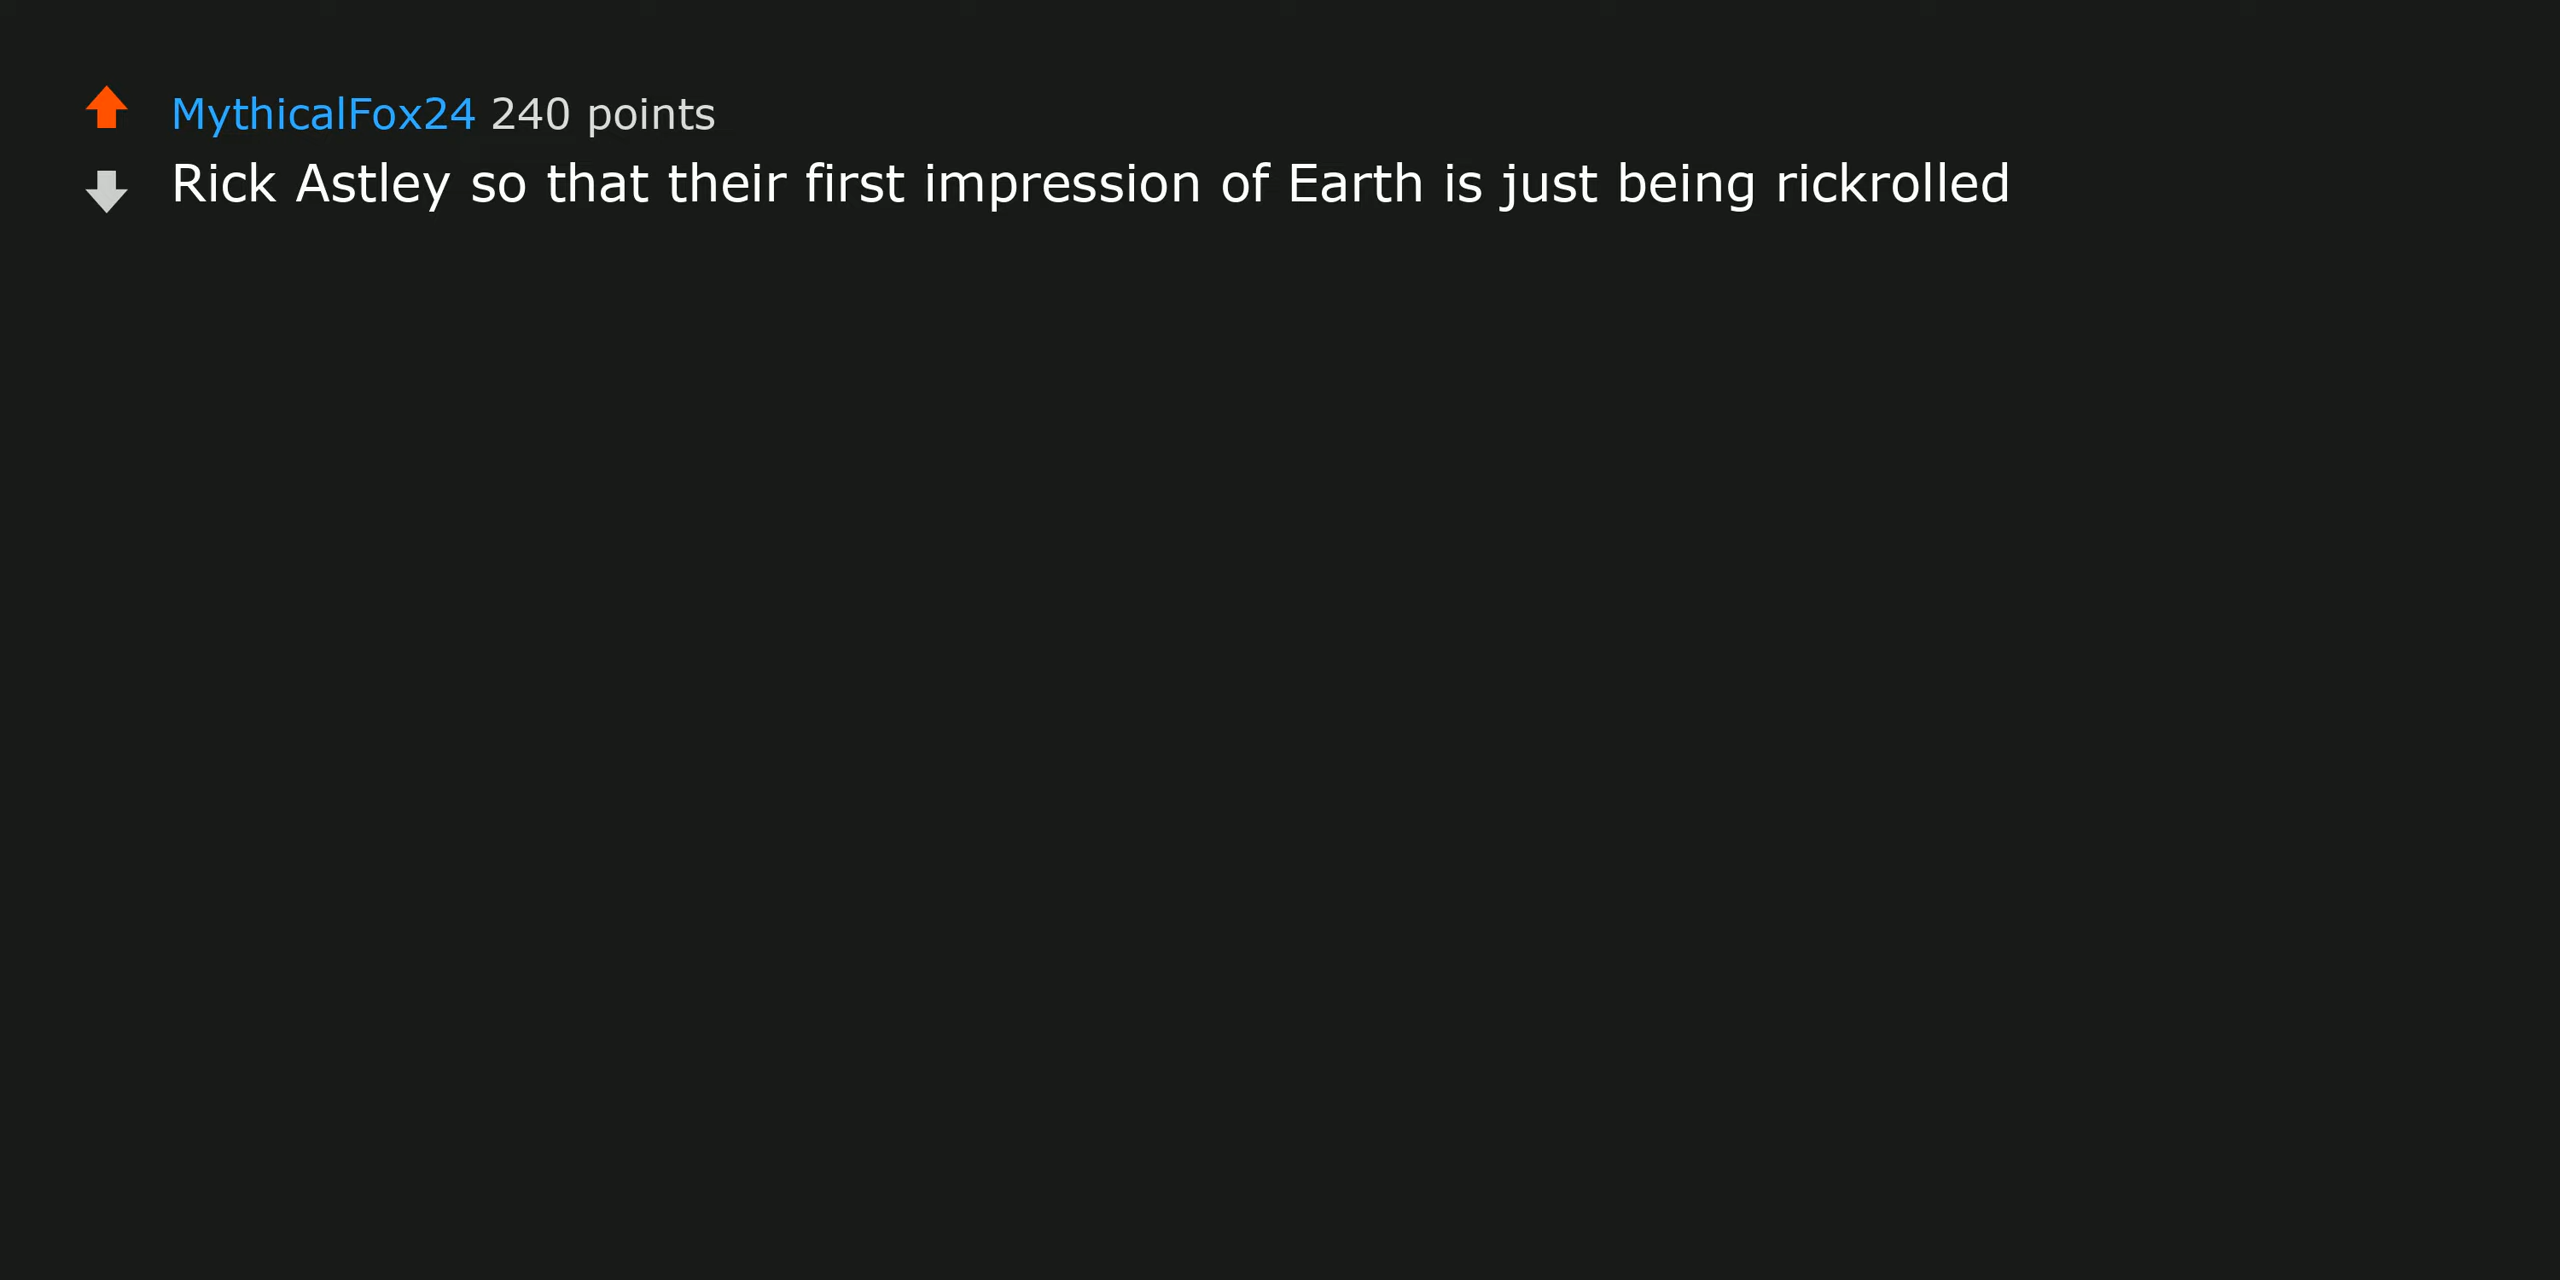 MythicalFox24 240 points
Rick Astley so that their first impression of Earth is just being rickrolled